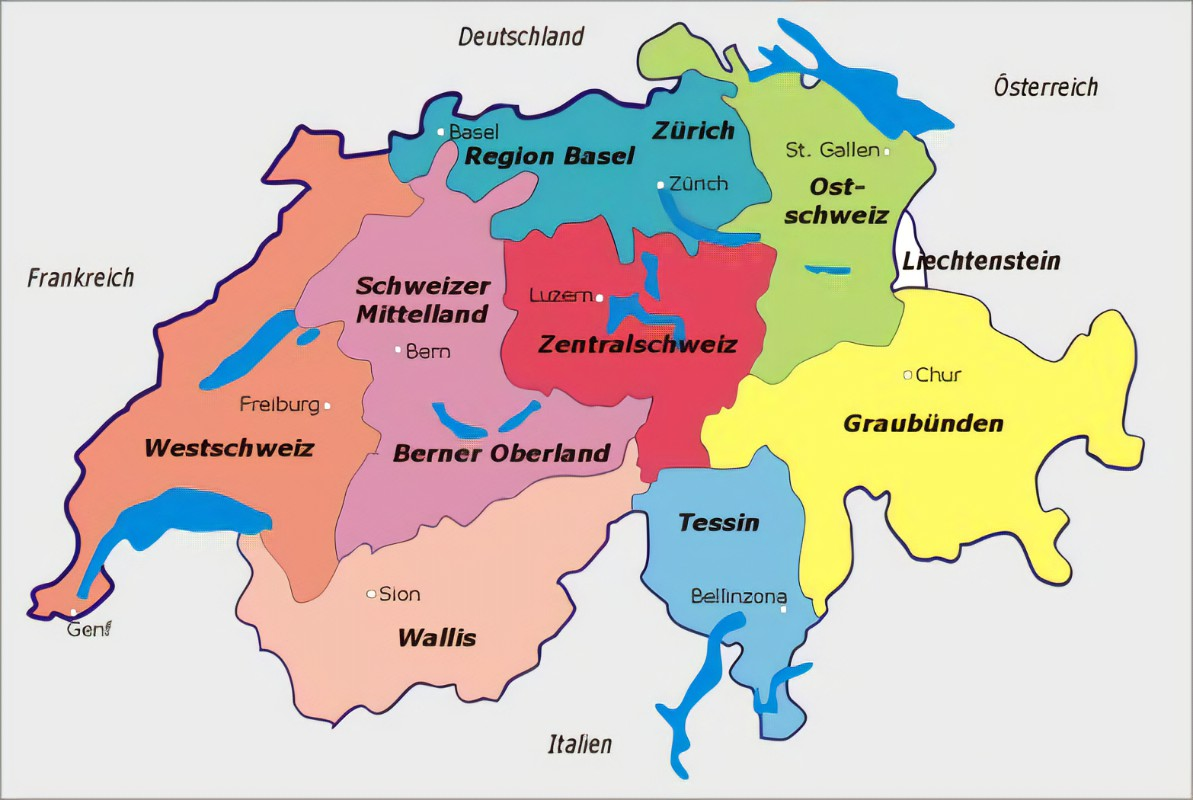 Deutschland
Österreich
Basel
Zürich
Region Basel
St. Gallen
Zürich
Ost-
schweiz
Liechtenstein
Frankreich
Schweizer
Mittelland
Luzern
Zentralschweiz
Bern
Chur
Freiburg
Graubünden
Westschweiz
Berner Oberland
Tessin
Sion
Bellinzona
Genf
Wallis
Italien